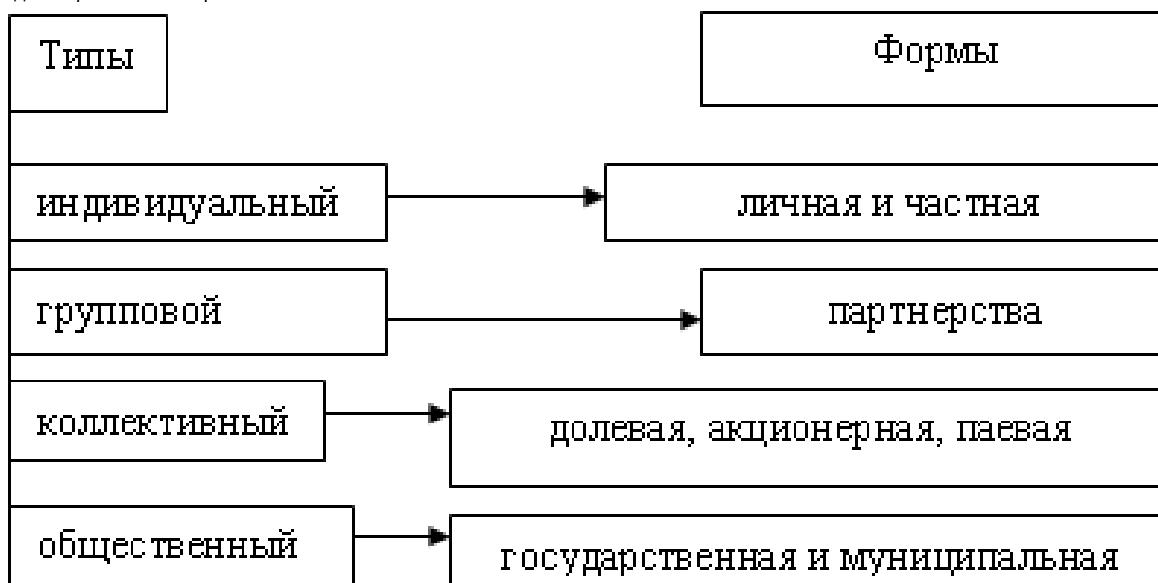 Типы
Формы
индивидуальный
личная и частная
групповой
партнерства
коллективный
долевая, акционерная, паевая
общественный
государственная и муниципальная